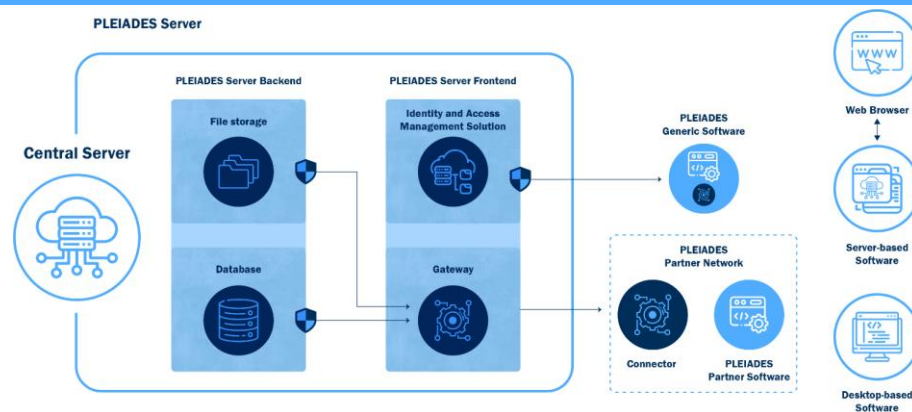 PLEIADES Server
PLEIADES Server Backend
PLEIADES Server Frontend
File storage
Identity and Access
Management Solution
Central Server
Database
Gateway
PLEIADES
Generic Software
PLEIADES
Partner Network
Connector
PLEIADES
Partner Software
WWW
Web Browser
Server-based
Software
Desktop-based
Software